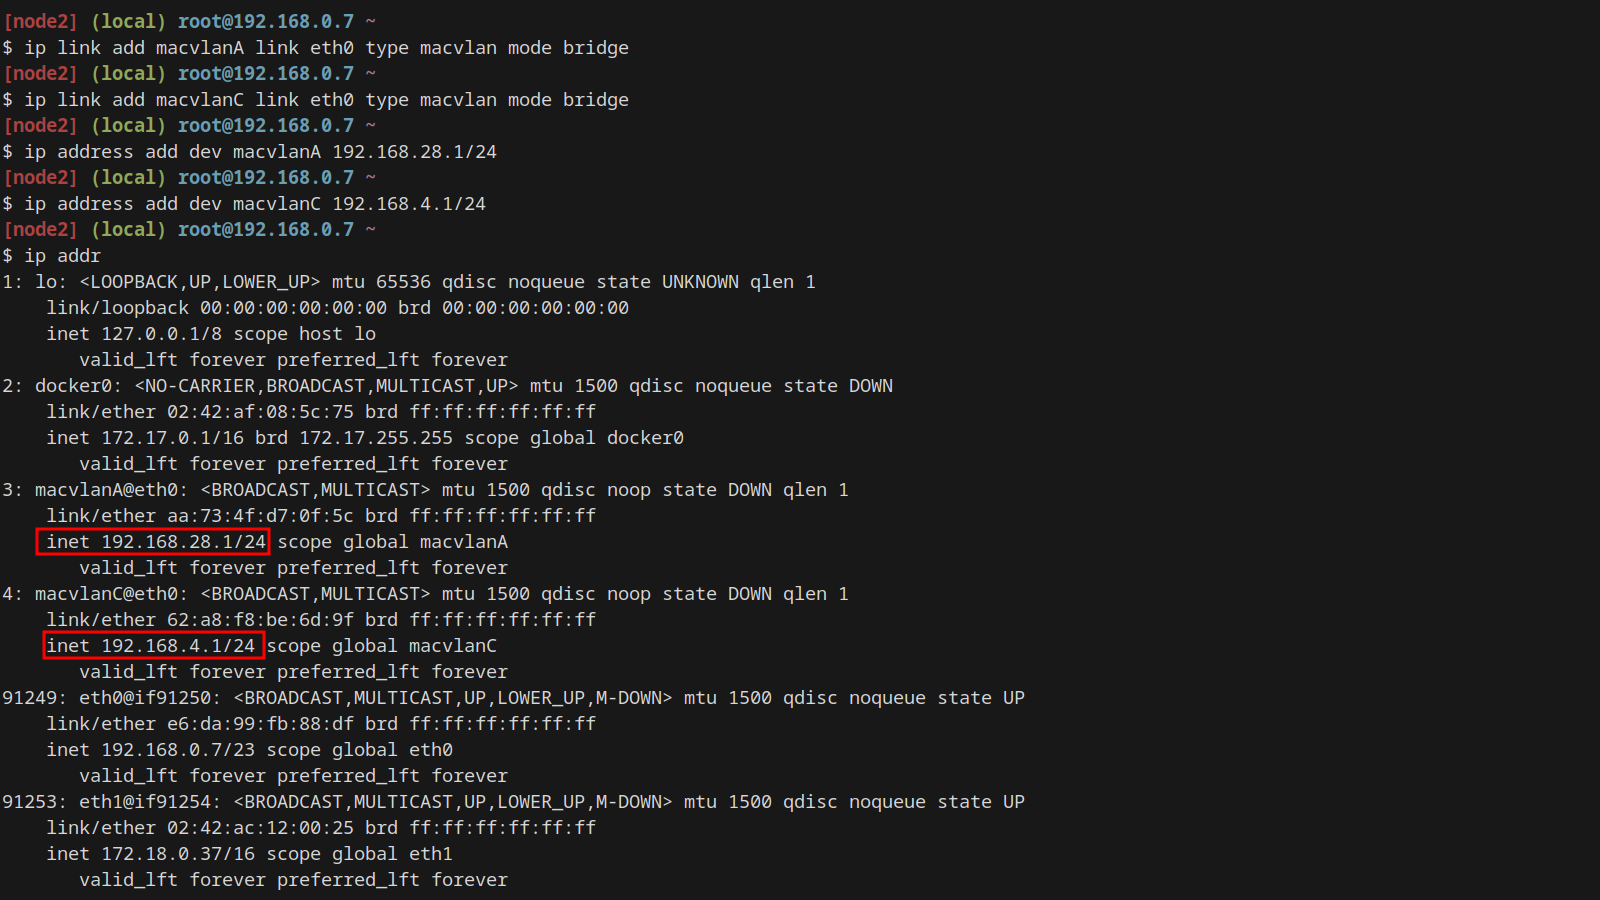 [node2] (local) root@192.168.0.7 ~
$ ip link add macvlanA link eth0 type macvlan mode bridge
[node2] (local) root@192.168.0.7 ~
$ ip link add macvlanC link eth0 type macvlan mode bridge
[node2] (local) root@192.168.0.7 ~
$ ip address add dev macvlanA 192.168.28.1/24
[node2] (local) root@192.168.0.7 ~
$ ip address add dev macvlanC 192.168.4.1/24
[node2] (local) root@192.168.0.7 ~
$ ip addr
1: lo: <LOOPBACK,UP,LOWER_UP> mtu 65536 qdisc noqueue state UNKNOWN qlen 1
    link/loopback 00:00:00:00:00:00 brd 00:00:00:00:00:00
    inet 127.0.0.1/8 scope host lo
       valid_lft forever preferred_lft forever
2: docker0: <NO-CARRIER,BROADCAST,MULTICAST,UP> mtu 1500 qdisc noqueue state DOWN
    link/ether 02:42:af:08:5c:75 brd ff:ff:ff:ff:ff:ff
    inet 172.17.0.1/16 brd 172.17.255.255 scope global docker0
       valid_lft forever preferred_lft forever
3: macvlanA@eth0: <BROADCAST,MULTICAST> mtu 1500 qdisc noop state DOWN qlen 1
    link/ether aa:73:4f:d7:0f:5c brd ff:ff:ff:ff:ff:ff
    inet 192.168.28.1/24 scope global macvlanA
       valid_lft forever preferred_lft forever
4: macvlanC@eth0: <BROADCAST,MULTICAST> mtu 1500 qdisc noop state DOWN qlen 1
    link/ether 62:a8:f8:be:6d:9f brd ff:ff:ff:ff:ff:ff
    inet 192.168.4.1/24 scope global macvlanC
       valid_lft forever preferred_lft forever
91249: eth0@if91250: <BROADCAST,MULTICAST,UP,LOWER_UP,M-DOWN> mtu 1500 qdisc noqueue state UP
    link/ether e6:da:99:fb:88:df brd ff:ff:ff:ff:ff:ff
    inet 192.168.0.7/23 scope global eth0
       valid_lft forever preferred_lft forever
91253: eth1@if91254: <BROADCAST,MULTICAST,UP,LOWER_UP,M-DOWN> mtu 1500 qdisc noqueue state UP
    link/ether 02:42:ac:12:00:25 brd ff:ff:ff:ff:ff:ff
    inet 172.18.0.37/16 scope global eth1
       valid_lft forever preferred_lft forever